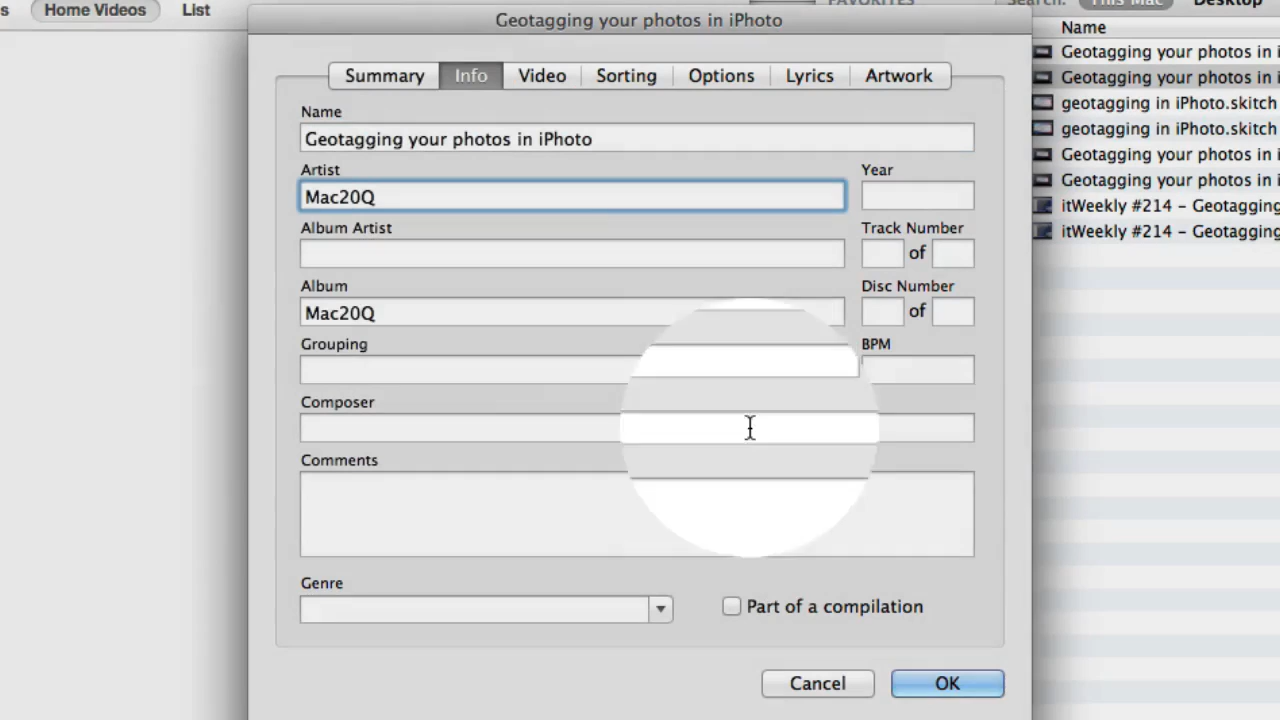 s
Home Videos
List
FAVORITES
Search:
This Mac
Desktop
Geotagging your photos in iPhoto
Summary
Info
Video
Sorting
Options
Lyrics
Artwork
Name
Geotagging your photos in iPhoto
Artist
Mac20Q
Year
Album Artist
Track Number
of
Album
Mac20Q
Disc Number
of
Grouping
BPM
Composer
Comments
Genre
Part of a compilation
Cancel
OK
Name
Geotagging your photos in i
Geotagging your photos in i
geotagging in iPhoto.skitch
geotagging in iPhoto.skitch
Geotagging your photos in i
Geotagging your photos in i
itWeekly #214 - Geotagging
itWeekly #214 - Geotagging